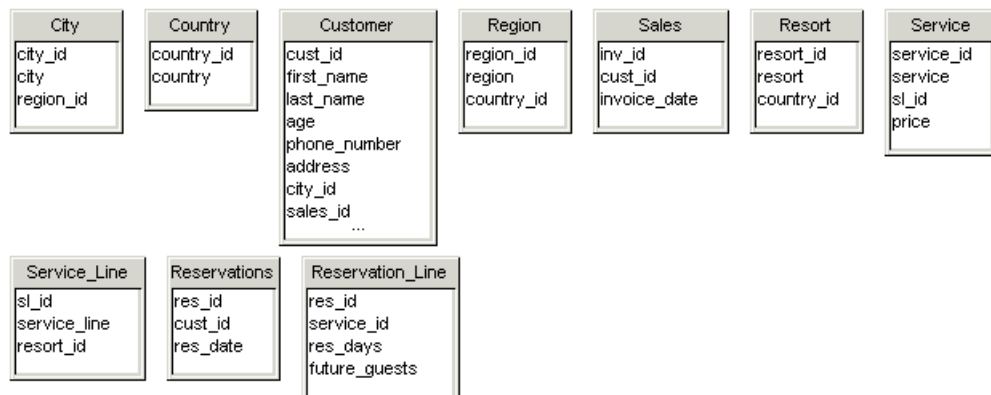 City
city_id
city
region_id
Country
country_id
country
Customer
cust_id
first_name
last_name
age
phone_number
address
city_id
sales_id
...
Region
region_id
region
country_id
Sales
inv_id
cust_id
invoice_date
Resort
resort_id
resort
country_id
Service
service_id
service
sl_id
price
Service_Line
sl_id
service_line
resort_id
Reservations
res_id
cust_id
res_date
Reservation_Line
res_id
service_id
res_days
future_guests